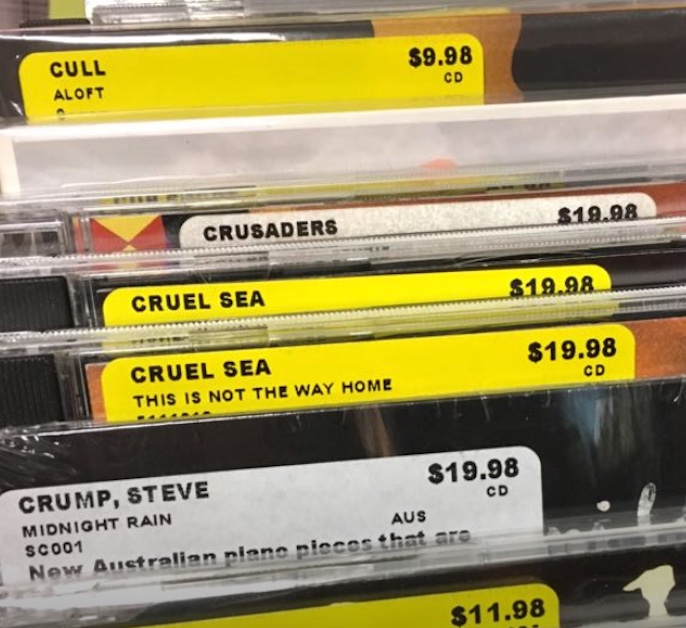 CULL $9.98
CD
ALOFT
CRUSADERS $19.98
CRUEL SEA $19.98
CRUEL SEA $19.98
CD
THIS IS NOT THE WAY HOME
CRUMP, STEVE $19.98
CD
MIDNIGHT RAIN AUS
SC001
New Australian piano pieces that are
$11.98